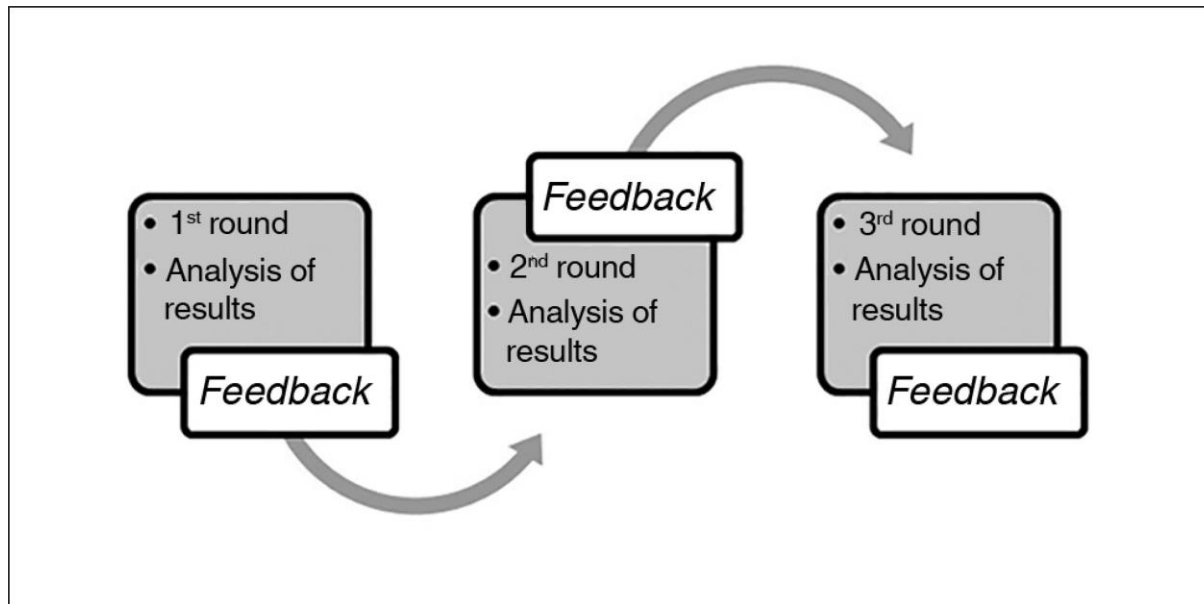 • 1st round
• Analysis of
results
Feedback
Feedback
• 2nd round
• Analysis of
results
• 3rd round
• Analysis of
results
Feedback